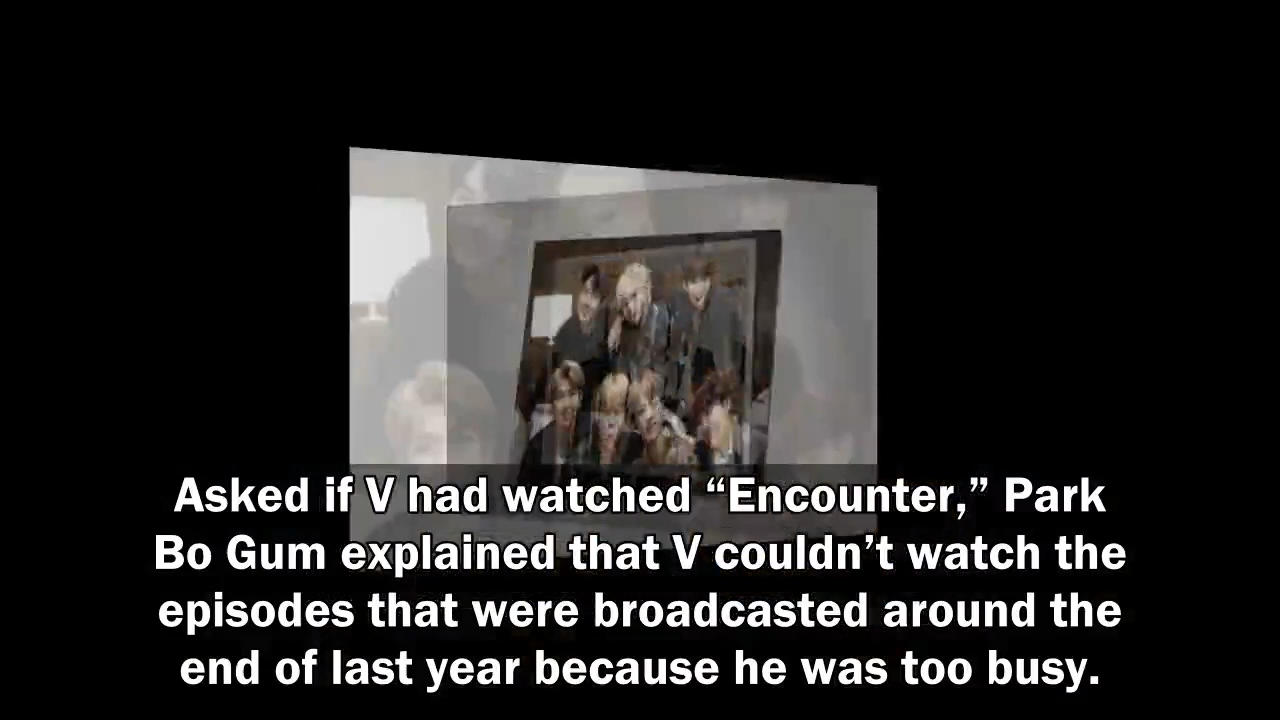 Asked if V had watched “Encounter,” Park
Bo Gum explained that V couldn’t watch the
episodes that were broadcasted around the
end of last year because he was too busy.